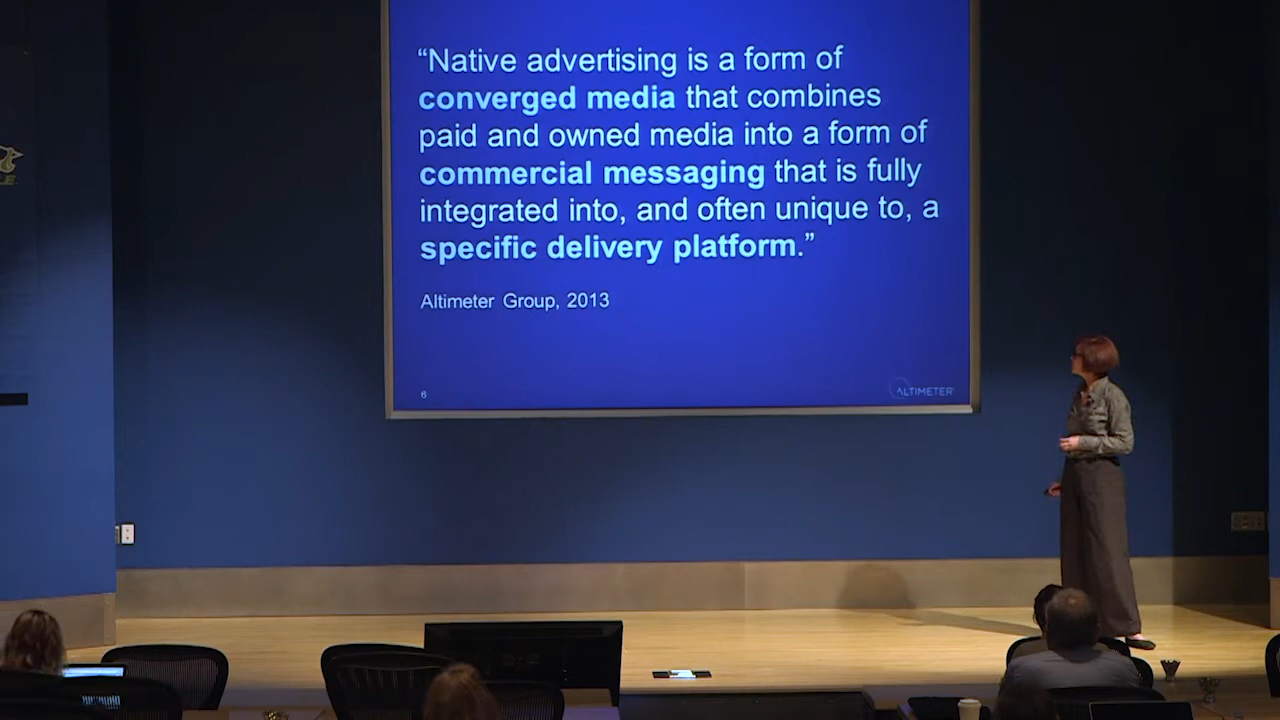 “Native advertising is a form of
converged media that combines
paid and owned media into a form of
commercial messaging that is fully
integrated into, and often unique to, a
specific delivery platform.”
Altimeter Group, 2013
6
ALTIMETER